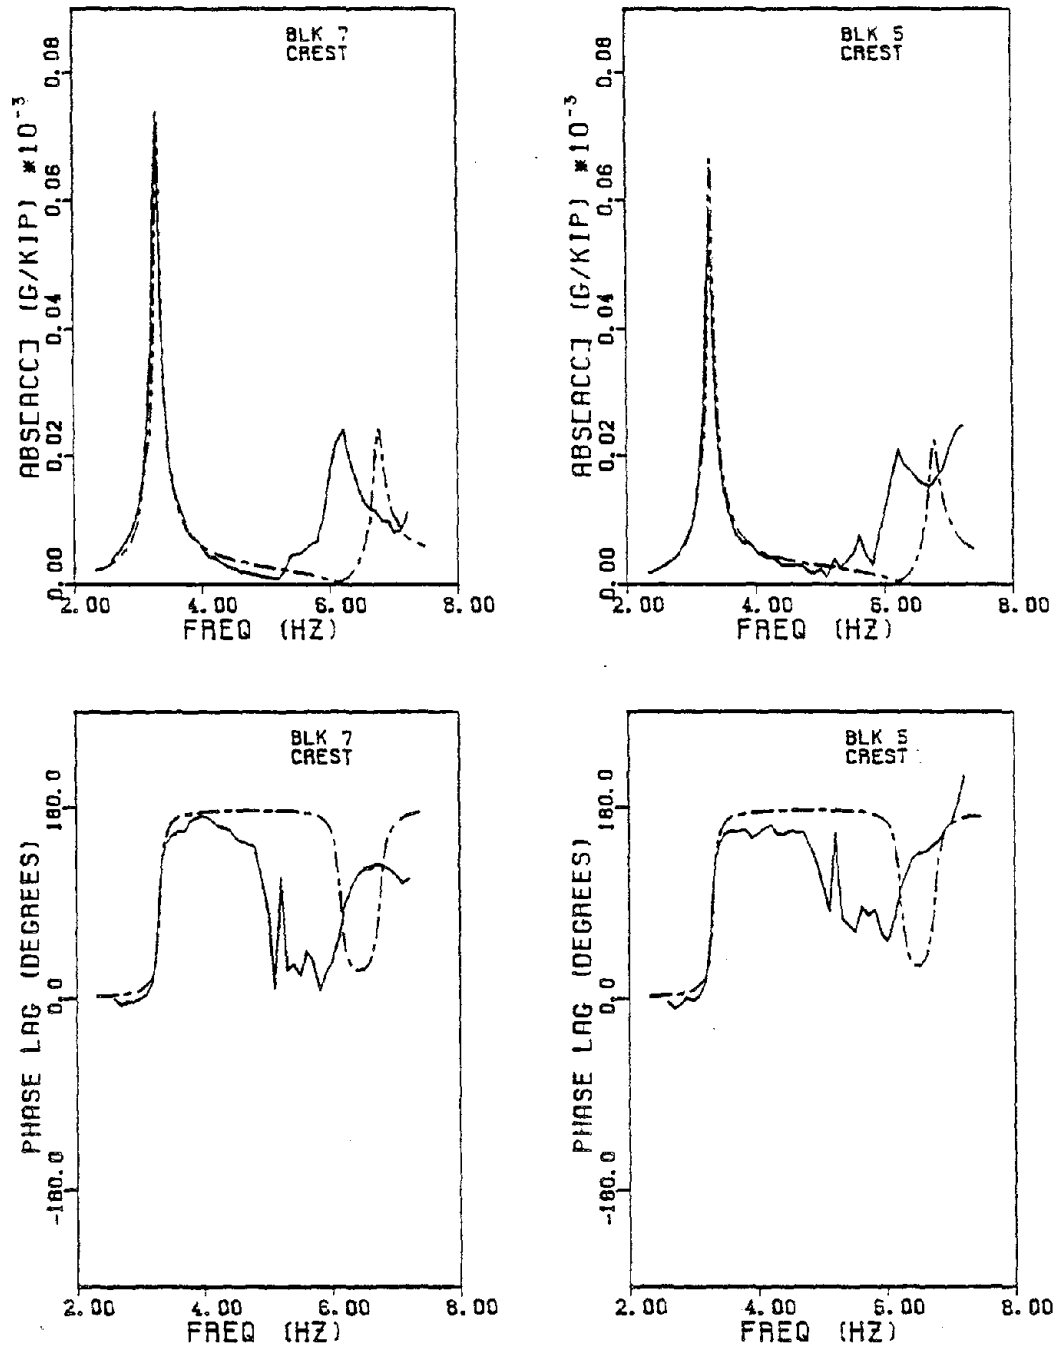 BLK 7
CREST
ABS[ACC] (G/KIP) *10⁻³
0.08
0.06
0.04
0.02
0.00
2.00 4.00 6.00 8.00
FREQ (HZ)
BLK 5
CREST
ABS[ACC] (G/KIP) *10⁻³
0.08
0.06
0.04
0.02
0.00
2.00 4.00 6.00 8.00
FREQ (HZ)
BLK 7
CREST
PHASE LAG (DEGREES)
180.0
0.0
-180.0
2.00 4.00 6.00 8.00
FREQ (HZ)
BLK 5
CREST
PHASE LAG (DEGREES)
180.0
0.0
-180.0
2.00 4.00 6.00 8.00
FREQ (HZ)